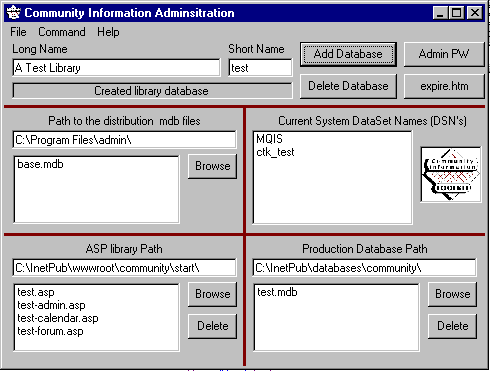 Community Information Adminsitration
File Command Help
Long Name Short Name
A Test Library test
Add Database Admin PW
Created library database
Delete Database expire.htm
Path to the distribution mdb files
C:\Program Files\admin\
base.mdb
Browse
Current System DataSet Names (DSN's)
MQIS
ctk_test
Community
Information
ASP library Path
C:\InetPub\wwwroot\community\start\
test.asp
test-admin.asp
test-calendar.asp
test-forum.asp
Browse
Delete
Production Database Path
C:\InetPub\databases\community\
test.mdb
Browse
Delete